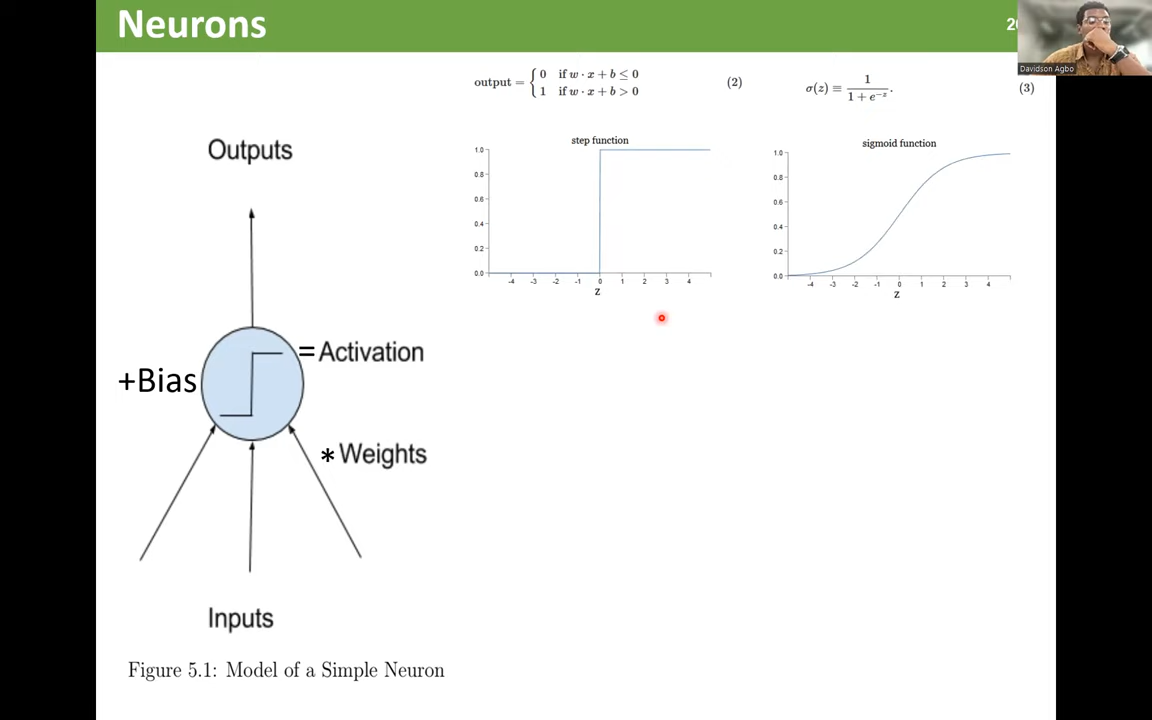 Neurons
2
Davidson Agbo
output = { 0 if w · x + b ≤ 0
1 if w · x + b > 0
(2)
σ(z) ≡ 1 / 1 + e^{−z}.
(3)
step function
1.0
0.8
0.6
0.4
0.2
0.0
-4 -3 -2 -1 0 1 2 3 4
Z
sigmoid function
1.0
0.8
0.6
0.4
0.2
0.0
-4 -3 -2 -1 0 1 2 3 4
Z
Outputs
=Activation
+Bias
*Weights
Inputs
Figure 5.1: Model of a Simple Neuron